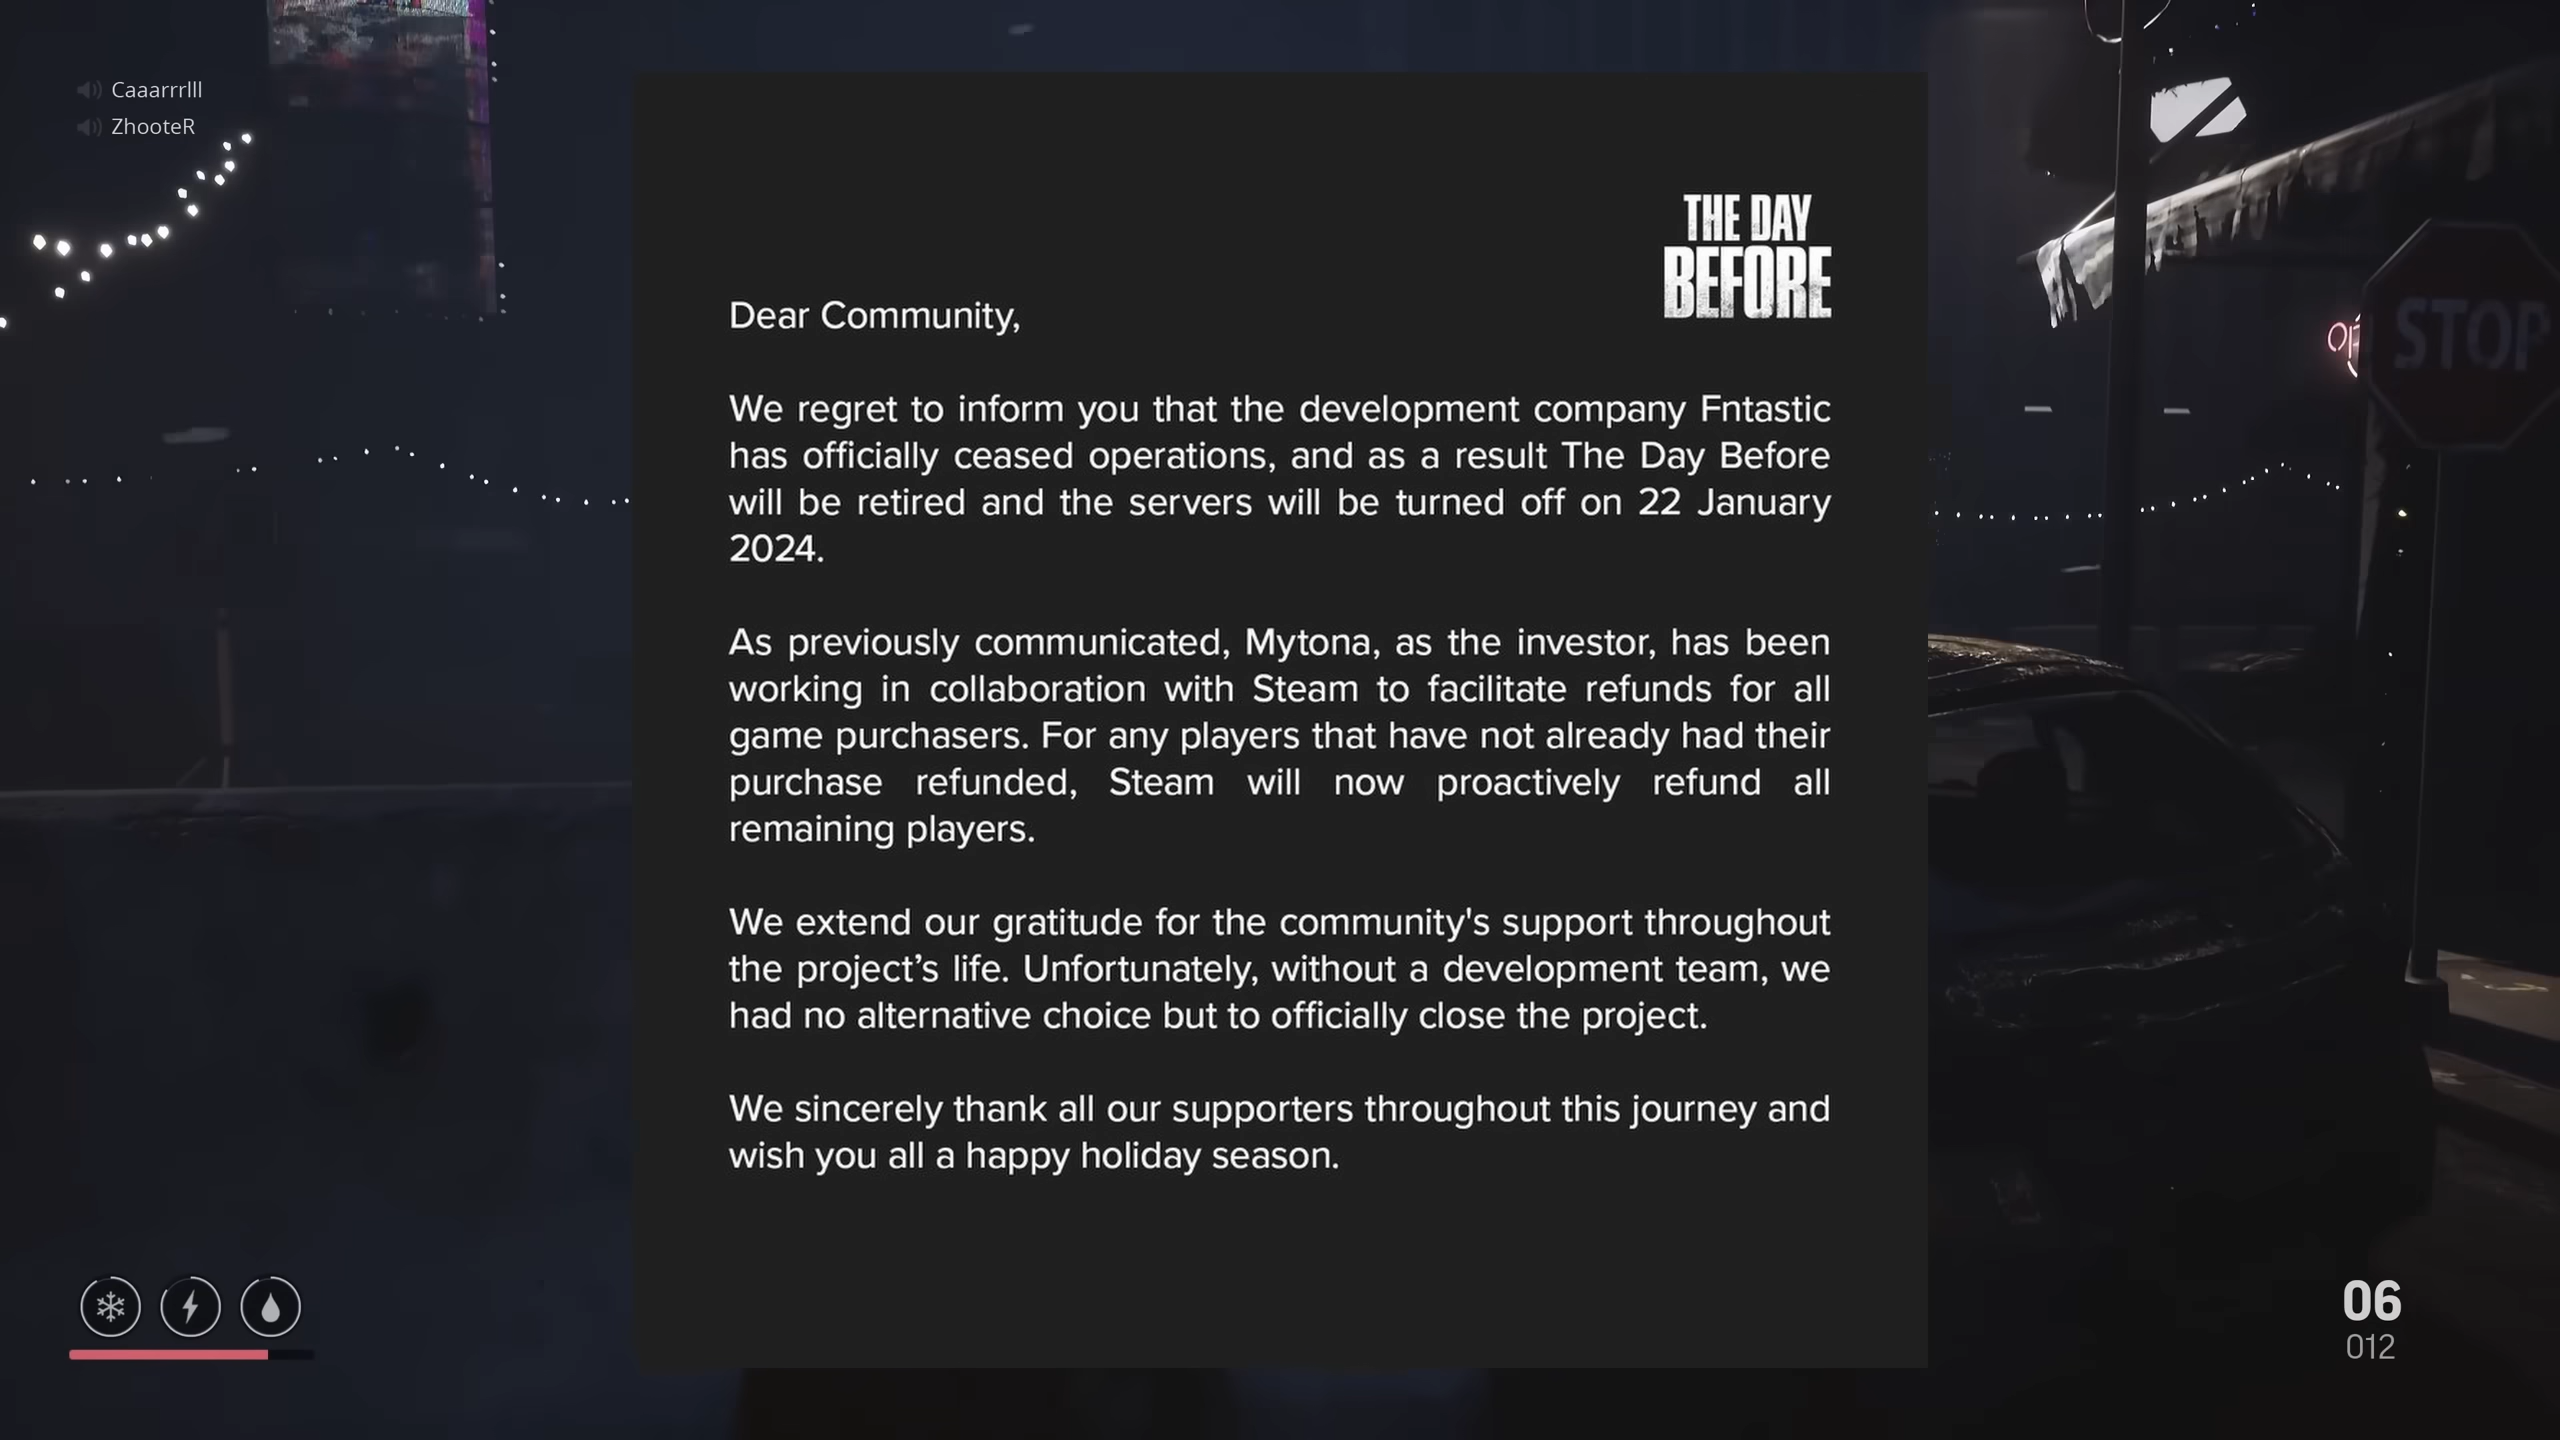 Caaarrrlll
ZhooteR
THE DAY
BEFORE
Dear Community,
We regret to inform you that the development company Fntastic
has officially ceased operations, and as a result The Day Before
will be retired and the servers will be turned off on 22 January
2024.
As previously communicated, Mytona, as the investor, has been
working in collaboration with Steam to facilitate refunds for all
game purchasers. For any players that have not already had their
purchase refunded, Steam will now proactively refund all
remaining players.
We extend our gratitude for the community's support throughout
the project’s life. Unfortunately, without a development team, we
had no alternative choice but to officially close the project.
We sincerely thank all our supporters throughout this journey and
wish you all a happy holiday season.
STOP
06
012